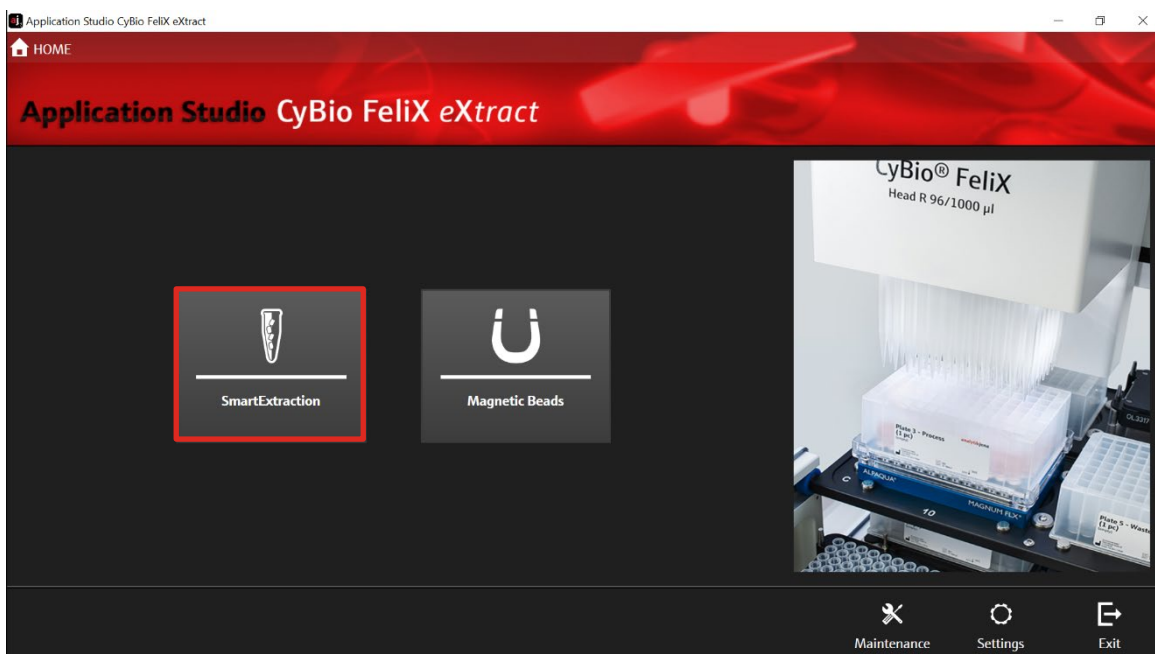 Application Studio CyBio FeliX eXtract
HOME
Application Studio CyBio FeliX eXtract
CyBio® FeliX
Head R 96/1000 µl
SmartExtraction
Magnetic Beads
Plate 3 - Process
(1 pc)
ALPAQUA®
MAGNUM FLX®
C
10
Plate 5 - Waste
(1 pc)
Maintenance
Settings
Exit